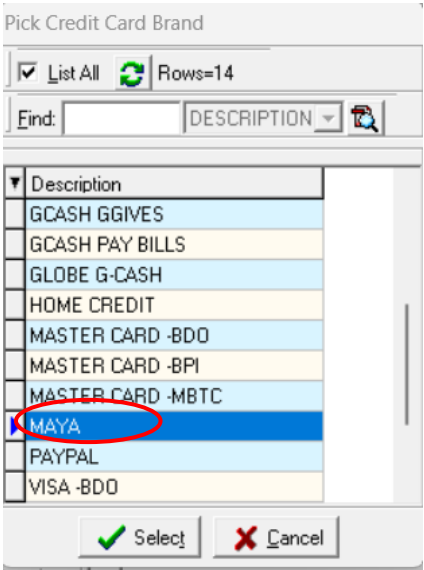 Pick Credit Card Brand
List All Rows=14
Find: DESCRIPTION
Description
GCASH GGIVES
GCASH PAY BILLS
GLOBE G-CASH
HOME CREDIT
MASTER CARD -BDO
MASTER CARD -BPI
MASTER CARD -MBTC
MAYA
PAYPAL
VISA -BDO
Select Cancel